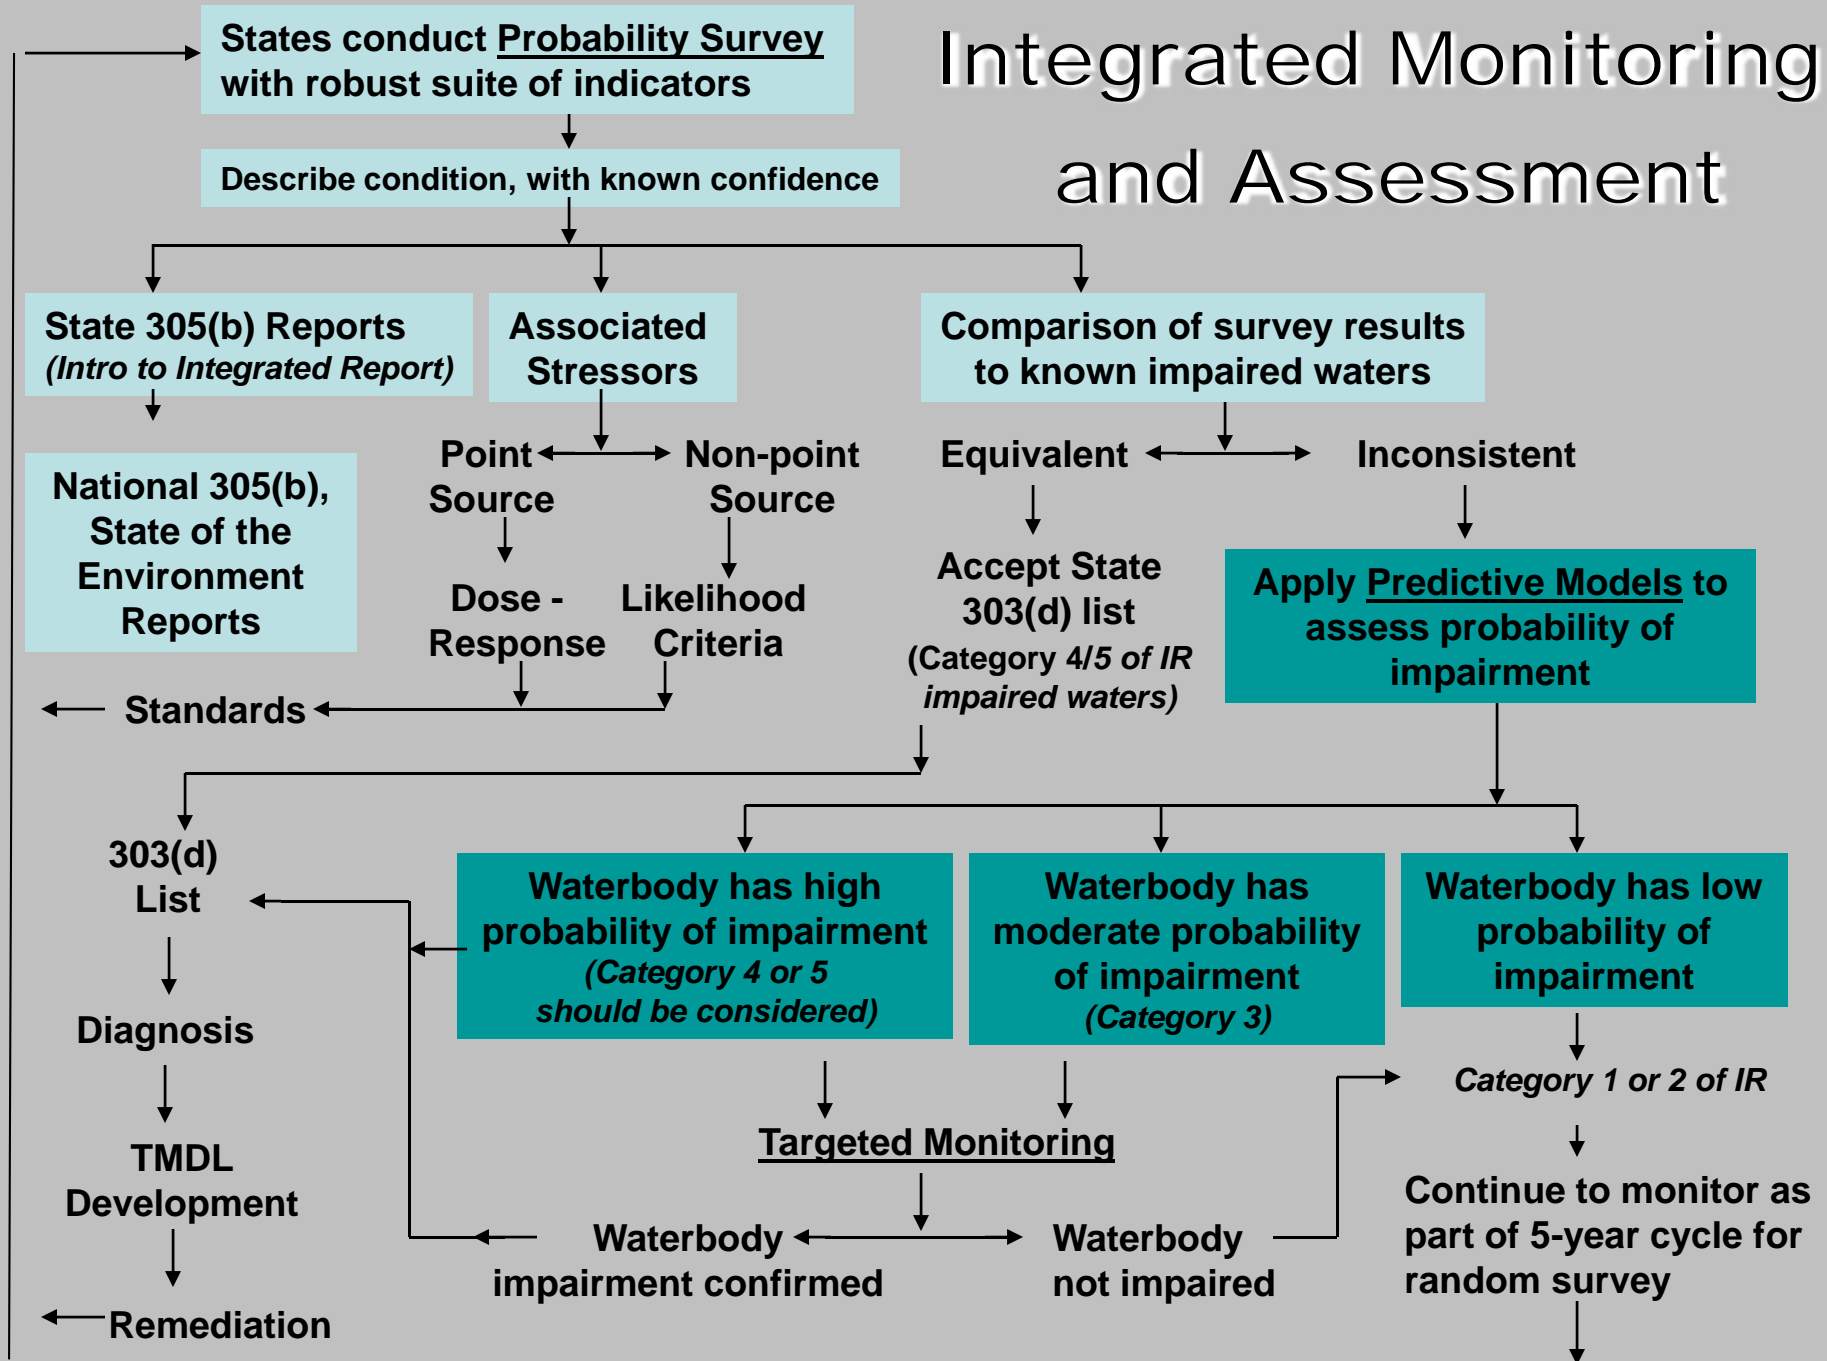 Integrated Monitoring
and Assessment
States conduct Probability Survey
with robust suite of indicators
Describe condition, with known confidence
State 305(b) Reports
(Intro to Integrated Report)
National 305(b),
State of the
Environment
Reports
Associated
Stressors
Point
Source
Non-point
Source
Dose -
Response
Likelihood
Criteria
Standards
Comparison of survey results
to known impaired waters
Equivalent
Inconsistent
Accept State
303(d) list
(Category 4/5 of IR
impaired waters)
Apply Predictive Models to
assess probability of
impairment
303(d)
List
Diagnosis
TMDL
Development
Remediation
Waterbody has high
probability of impairment
(Category 4 or 5
should be considered)
Waterbody has
moderate probability
of impairment
(Category 3)
Waterbody has low
probability of
impairment
Category 1 or 2 of IR
Targeted Monitoring
Waterbody
impairment confirmed
Waterbody
not impaired
Continue to monitor as
part of 5-year cycle for
random survey